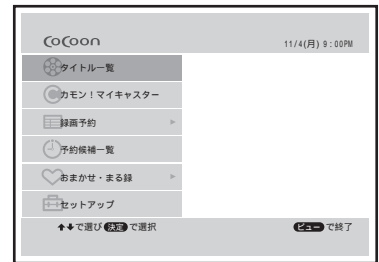 CoCoon
11/4(月) 9:00PM
タイトル一覧
カモン!マイキャスター
録画予約
予約候補一覧
おまかせ・まる録
セットアップ
↑↓で選び 決定 で選択
ビュー で終了